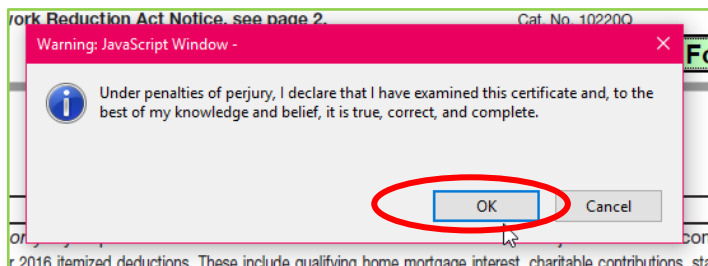 work Reduction Act Notice, see page 2. Cat. No. 10220Q
Warning: JavaScript Window -
Fo
Under penalties of perjury, I declare that I have examined this certificate and, to the
best of my knowledge and belief, it is true, correct, and complete.
OK Cancel
2016 itemized deductions. These include qualifying home mortgage interest, charitable contributions, sta